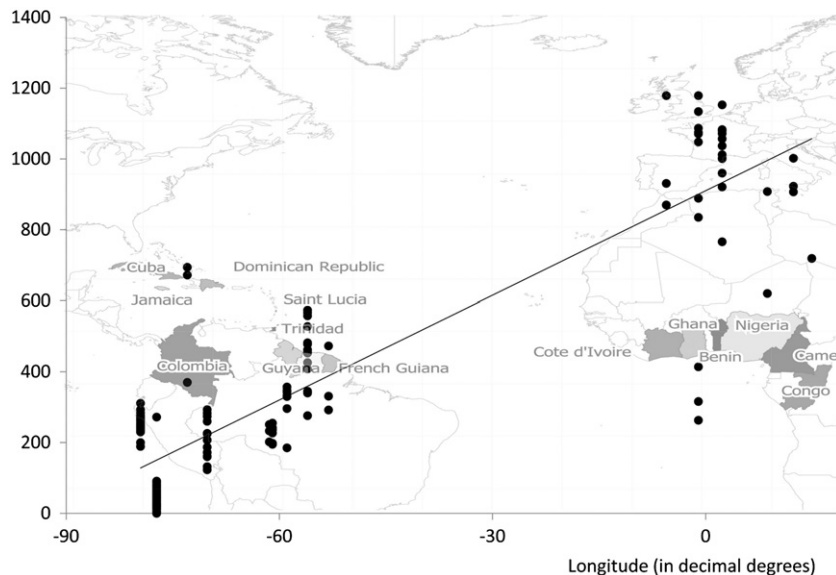 1400
1200
1000
800
600
400
200
0
Cuba
Dominican Republic
Jamaica
Saint Lucia
Trinidad
Colombia
Guyana
French Guiana
Cote d'Ivoire
Ghana
Nigeria
Benin
Came
Congo
-90
-60
-30
0
Longitude (in decimal degrees)